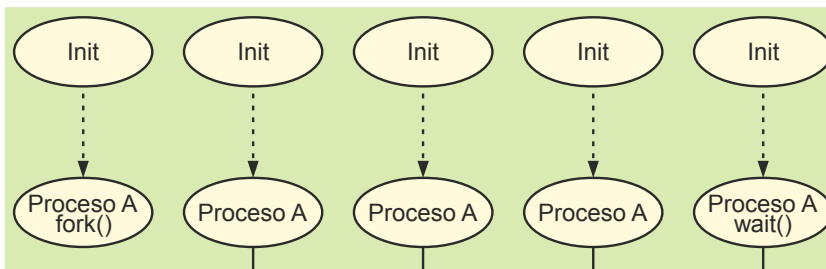 Init
Init
Init
Init
Init
Proceso A
fork()
Proceso A
Proceso A
Proceso A
Proceso A
wait()